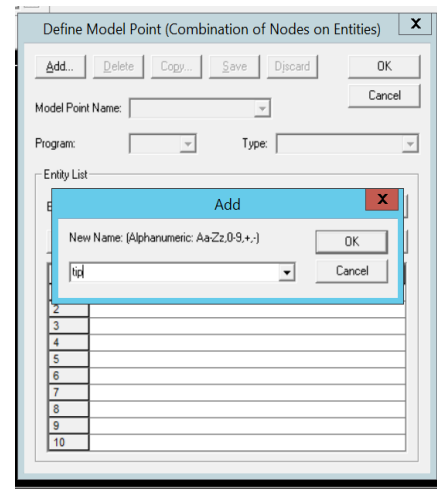 Define Model Point (Combination of Nodes on Entities) X
Add... Delete Copy... Save Discard OK
Cancel
Model Point Name:
Program: Type:
Entity List
E
Add X
New Name: (Alphanumeric: Aa-Zz,0-9,+,-) OK
tip Cancel
2
3
4
5
6
7
8
9
10